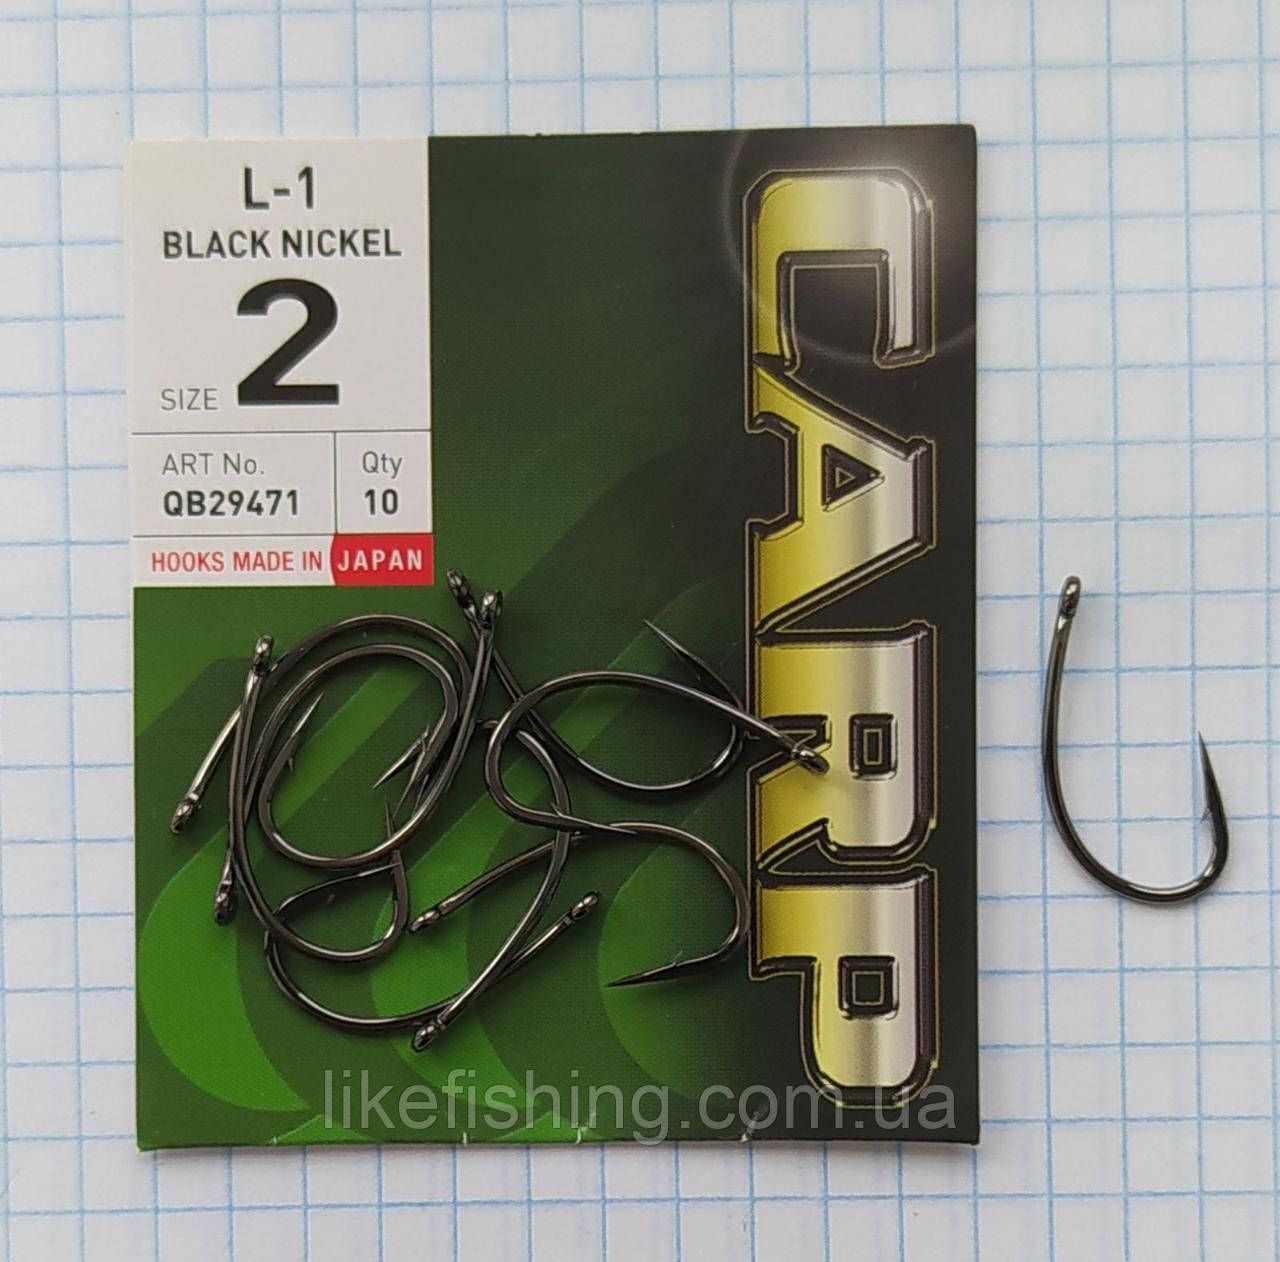 L-1
BLACK NICKEL
SIZE 2
ART No.
QB29471
Qty
10
HOOKS MADE IN JAPAN
CARP
likefishing.com.ua